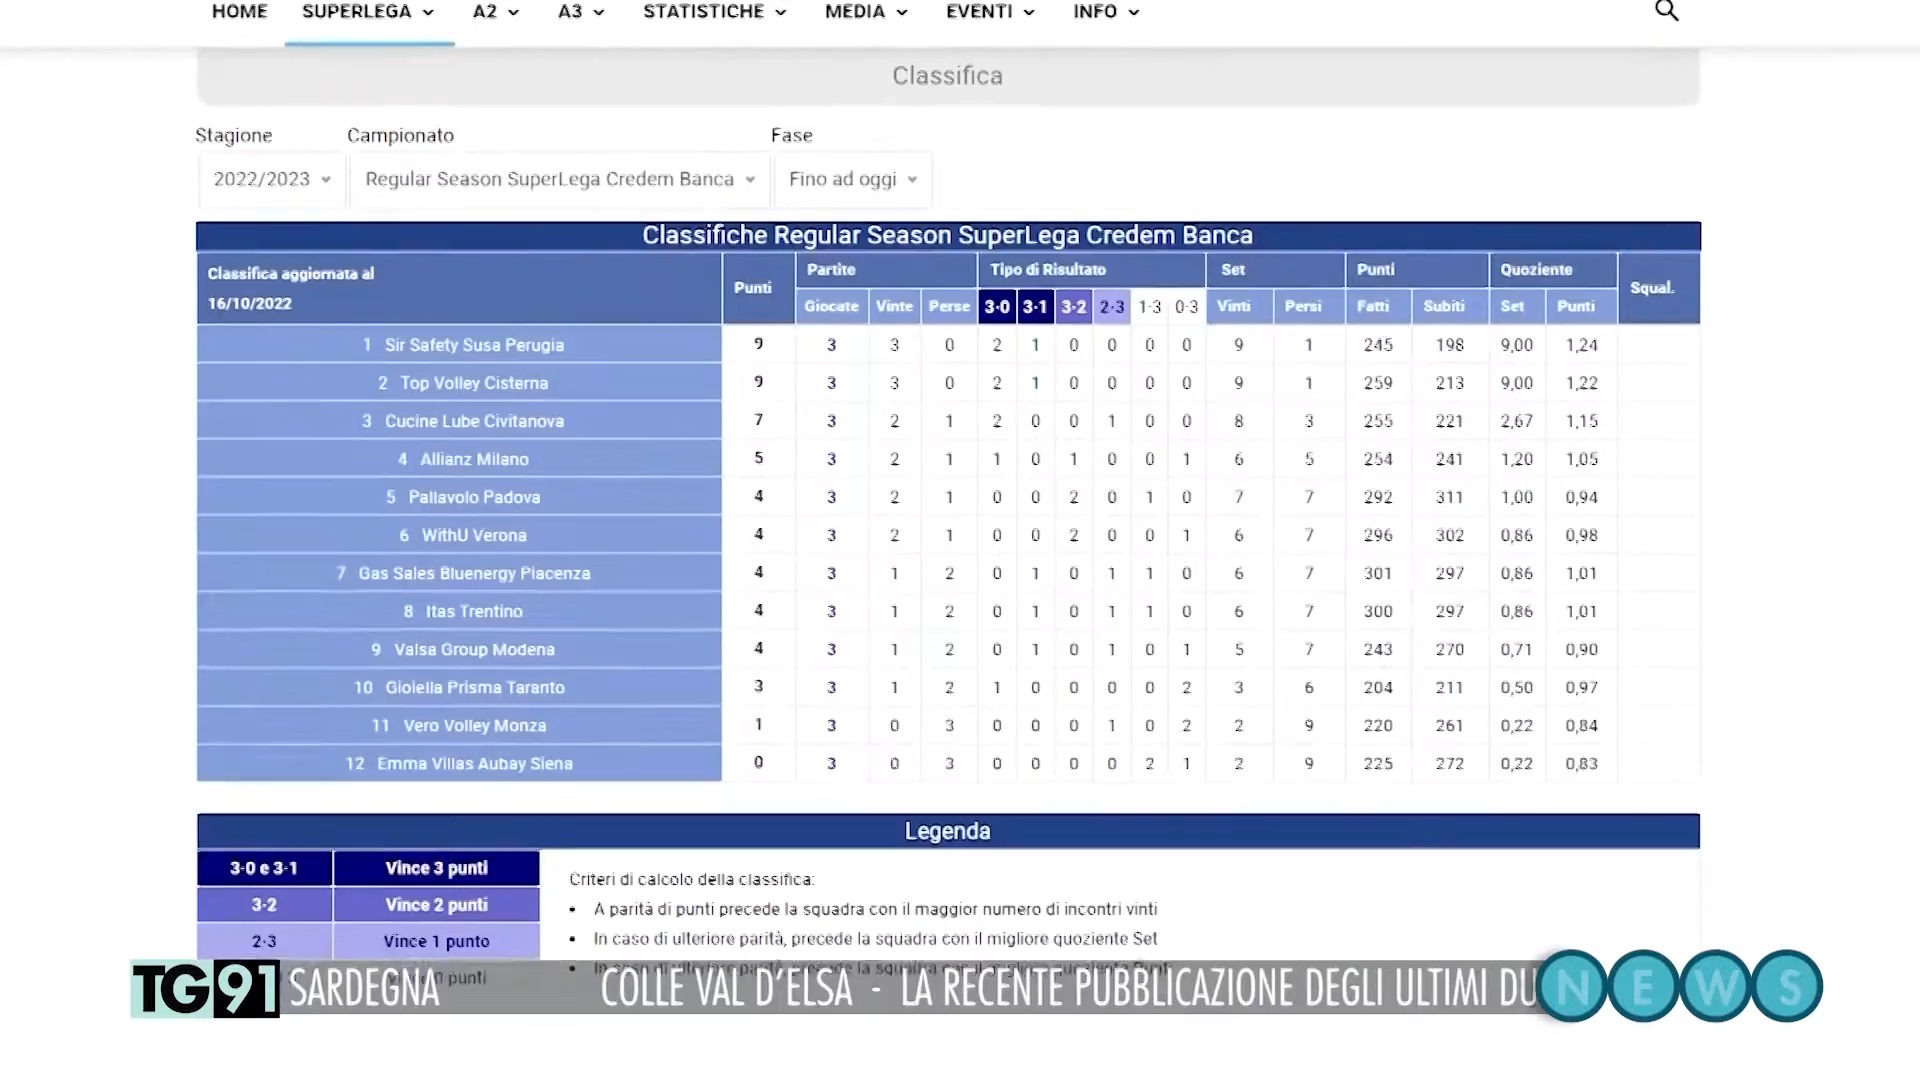 HOME SUPERLEGA A2 A3 STATISTICHE MEDIA EVENTI INFO
Classifica
Stagione Campionato Fase
2022/2023 Regular Season SuperLega Credem Banca Fino ad oggi
Classifiche Regular Season SuperLega Credem Banca
Classifica aggiornata al
16/10/2022
Punti Partite Tipo di Risultato Set Punti Quoziente Squal.
Giocate Vinte Perse 3-0 3-1 3-2 2-3 1-3 0-3 Vinti Persi Fatti Subiti Set Punti
1 Sir Safety Susa Perugia 9 3 3 0 2 1 0 0 0 0 9 1 245 198 9,00 1,24
2 Top Volley Cisterna 9 3 3 0 2 1 0 0 0 0 9 1 259 213 9,00 1,22
3 Cucine Lube Civitanova 7 3 2 1 2 0 0 1 0 0 8 3 255 221 2,67 1,15
4 Allianz Milano 5 3 2 1 1 0 1 0 0 1 6 5 254 241 1,20 1,05
5 Pallavolo Padova 4 3 2 1 0 0 2 0 1 0 7 7 292 311 1,00 0,94
6 WithU Verona 4 3 2 1 0 0 2 0 0 1 6 7 296 302 0,86 0,98
7 Gas Sales Bluenergy Piacenza 4 3 1 2 0 1 0 1 1 0 6 7 301 297 0,86 1,01
8 Itas Trentino 4 3 1 2 0 1 0 1 1 0 6 7 300 297 0,86 1,01
9 Valsa Group Modena 4 3 1 2 0 1 0 1 0 1 5 7 243 270 0,71 0,90
10 Gioiella Prisma Taranto 3 3 1 2 1 0 0 0 0 2 3 6 204 211 0,50 0,97
11 Vero Volley Monza 1 3 0 3 0 0 0 1 0 2 2 9 220 261 0,22 0,84
12 Emma Villas Aubay Siena 0 3 0 3 0 0 0 0 2 1 2 9 225 272 0,22 0,83
Legenda
3-0 e 3-1 Vince 3 punti
3-2 Vince 2 punti
2-3 Vince 1 punto
Criteri di calcolo della classifica:
• A parità di punti precede la squadra con il maggior numero di incontri vinti
• In caso di ulteriore parità, precede la squadra con il migliore quoziente Set
• In caso di ulteriore parità, precede la squadra con il migliore quoziente Punti
punti
TG91 SARDEGNA COLLE VAL D'ELSA - LA RECENTE PUBBLICAZIONE DEGLI ULTIMI DU NEWS